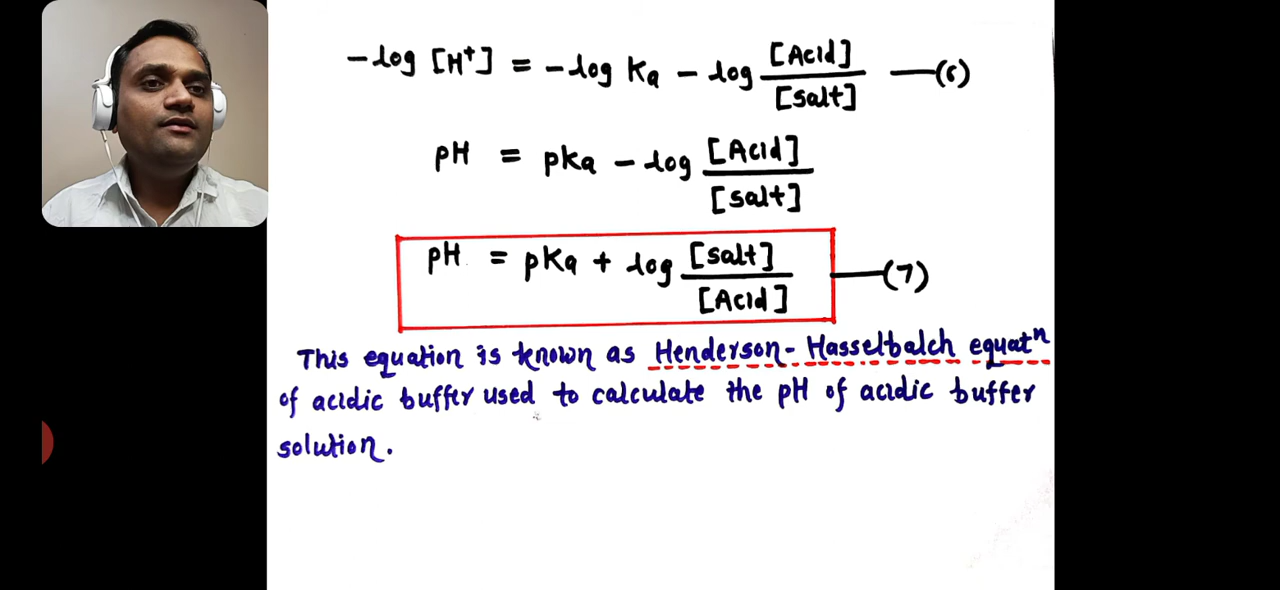 -log [H⁺] = -log Ka - log [Acid]/[Salt] —(6)
pH = pKa - log [Acid]/[Salt]
pH = pKa + log [Salt]/[Acid] —(7)
This equation is known as Henderson-Hasselbalch equatⁿ
of acidic buffer used to calculate the pH of acidic buffer
solution.